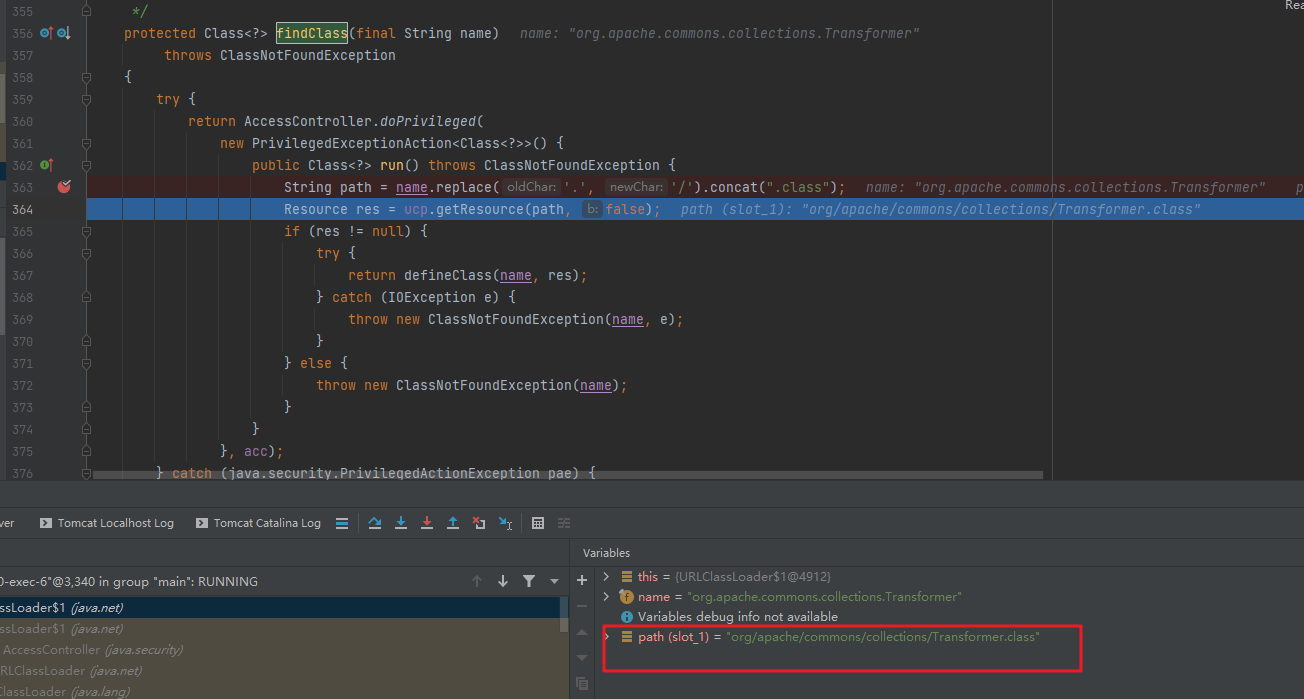 Rea
355 */
356 protected Class<?> findClass(final String name) name: "org.apache.commons.collections.Transformer"
357 throws ClassNotFoundException
358 {
359 try {
360 return AccessController.doPrivileged(
361 new PrivilegedExceptionAction<Class<?>>() {
362 public Class<?> run() throws ClassNotFoundException {
363 String path = name.replace( oldChar: '.', newChar: '/').concat(".class"); name: "org.apache.commons.collections.Transformer" p
364 Resource res = ucp.getResource(path, b: false); path (slot_1): "org/apache/commons/collections/Transformer.class"
365 if (res != null) {
366 try {
367 return defineClass(name, res);
368 } catch (IOException e) {
369 throw new ClassNotFoundException(name, e);
370 }
371 } else {
372 throw new ClassNotFoundException(name);
373 }
374 }
375 }, acc);
376 } catch (java.security.PrivilegedActionException pae) {
ver Tomcat Localhost Log Tomcat Catalina Log
Variables
0-exec-6"@3,340 in group "main": RUNNING
this = {URLClassLoader$1@4912}
name = "org.apache.commons.collections.Transformer"
Variables debug info not available
path (slot_1) = "org/apache/commons/collections/Transformer.class"
ssLoader$1 (java.net)
ssLoader$1 (java.net)
AccessController (java.security)
RLClassLoader (java.net)
ClassLoader (java.lang)